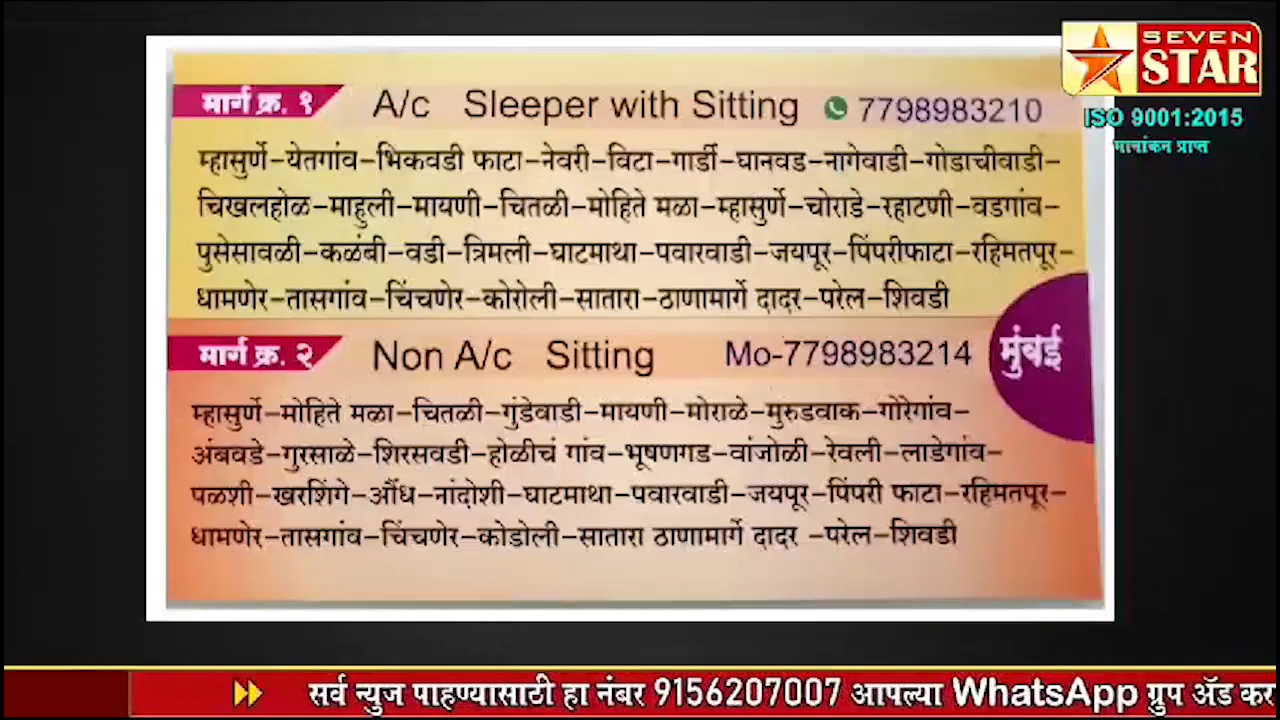 SEVEN
STAR
ISO 9001:2015
मानांकन प्राप्त
मार्ग क्र. १ A/c Sleeper with Sitting 7798983210
म्हासुर्णे–येतगांव–भिकवडी फाटा–नेवरी–विटा–गार्डी–घानवड–नागेवाडी–गोडाचीवाडी–
चिखलहोळ–माहुली–मायणी–चितळी–मोहिते मळा–म्हासुर्णे–चोराडे–रहाटणी–वडगांव–
पुसेसावळी–कळंबी–वडी–त्रिमली–घाटमाथा–पवारवाडी–जयपूर–पिंपरीफाटा–रहिमतपूर–
धामणेर–तासगांव–चिंचणेर–कोरोली–सातारा–ठाणामार्गे दादर–परेल–शिवडी
मार्ग क्र. २ Non A/c Sitting Mo-7798983214
मुंबई
म्हासुर्णे–मोहिते मळा–चितळी–गुंडेवाडी–मायणी–मोराळे–मुरुडवाक–गोरेगांव–
अंबवडे–गुरसाळे–शिरसवडी–होळीचं गांव–भूषणगड–वांजोळी–रेवली–लाडेगांव–
पळशी–खरशिंगे–औंध–नांदोशी–घाटमाथा–पवारवाडी–जयपूर–पिंपरी फाटा–रहिमतपूर–
धामणेर–तासगांव–चिंचणेर–कोडोली–सातारा ठाणामार्गे दादर –परेल–शिवडी
सर्व न्युज पाहण्यासाठी हा नंबर 9156207007 आपल्या WhatsApp ग्रुप ॲड कर